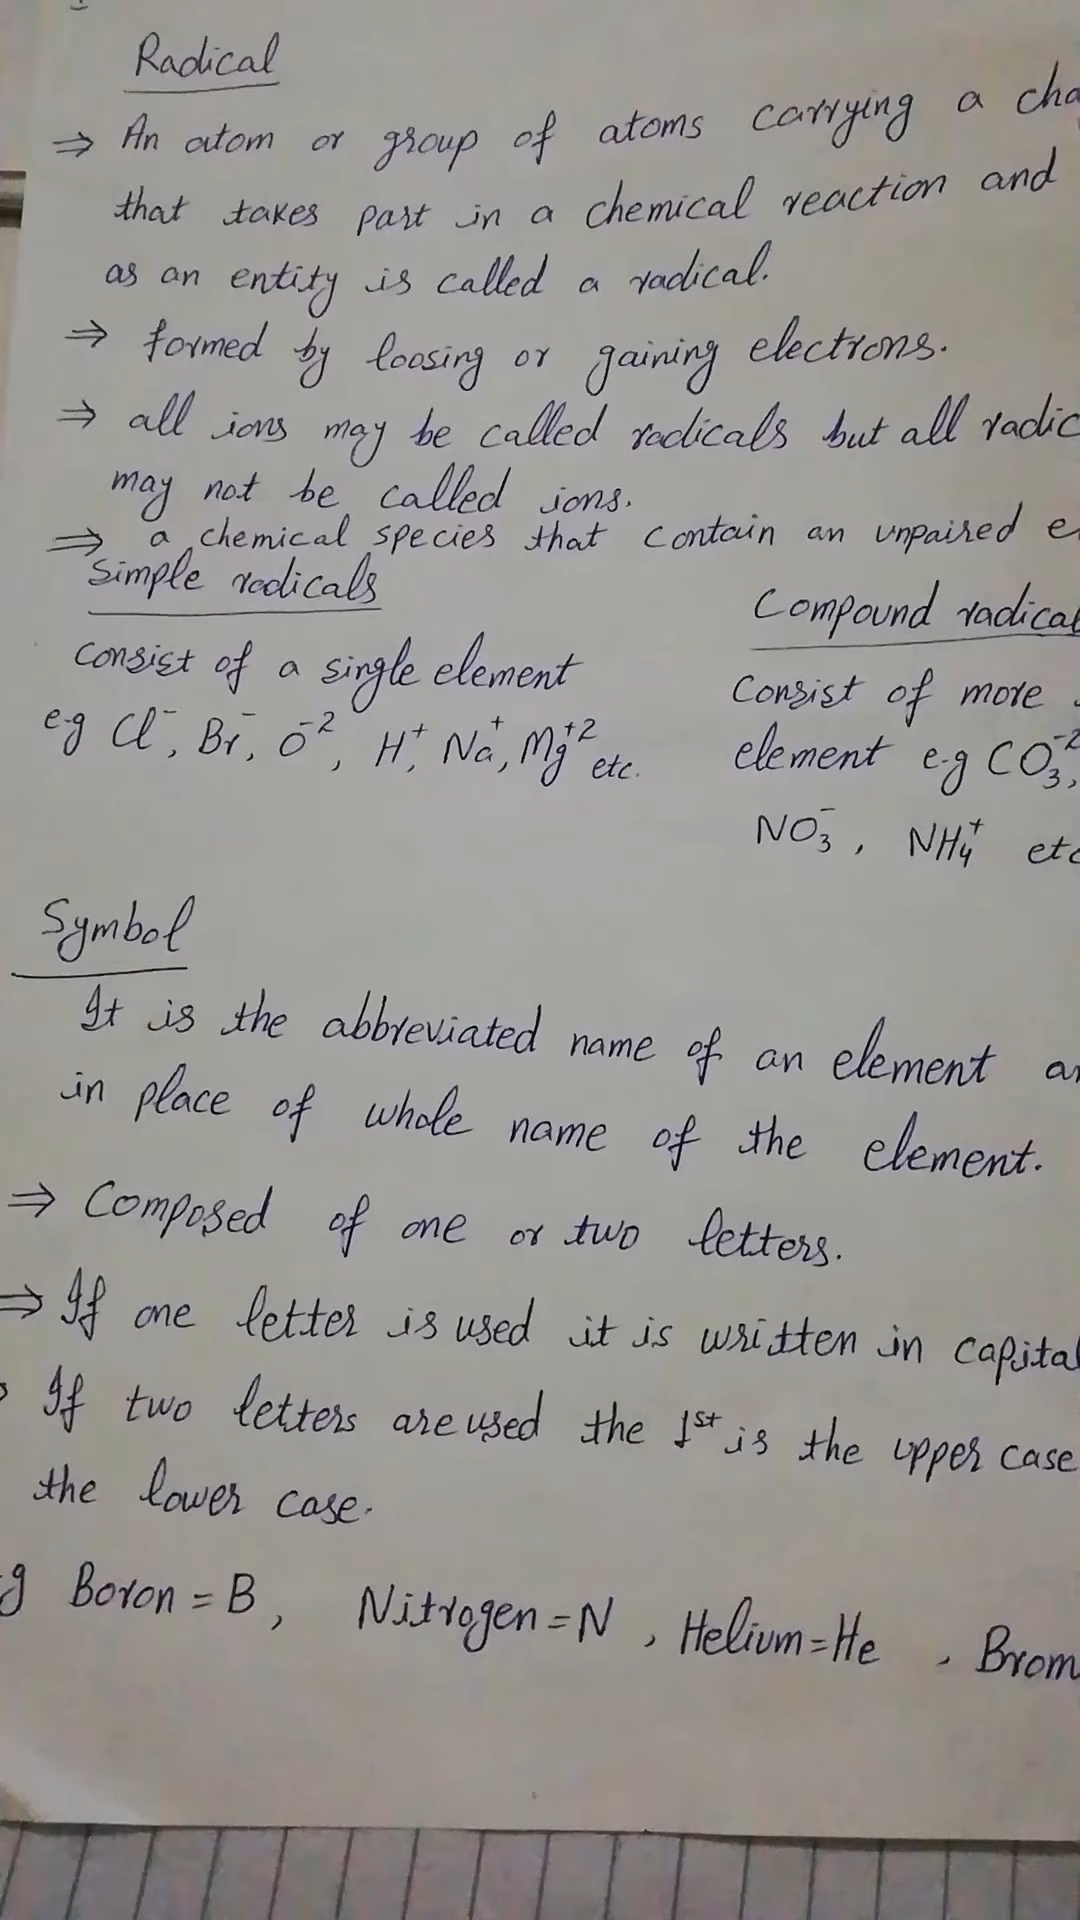 Radical
⇒ An atom or group of atoms carrying a cha
that takes part in a chemical reaction and
as an entity is called a radical.
⇒ formed by loosing or gaining electrons.
⇒ all ions may be called radicals but all radic
may not be called ions.
⇒ a chemical species that contain an unpaired e
Simple radicals
Compound radical
consist of a single element
Consist of more
e-g Cl⁻, Br⁻, O⁻², H⁺, Na⁺, Mg⁺² etc.
element e-g CO₃⁻²,
NO₃⁻, NH₄⁺ etc
Symbol
It is the abbreviated name of an element a
in place of whole name of the element.
⇒ Composed of one or two letters.
⇒ If one letter is used it is written in capital
If two letters are used the 1st is the upper case
the lower case.
g Boron = B, Nitrogen = N, Helium = He, Brom